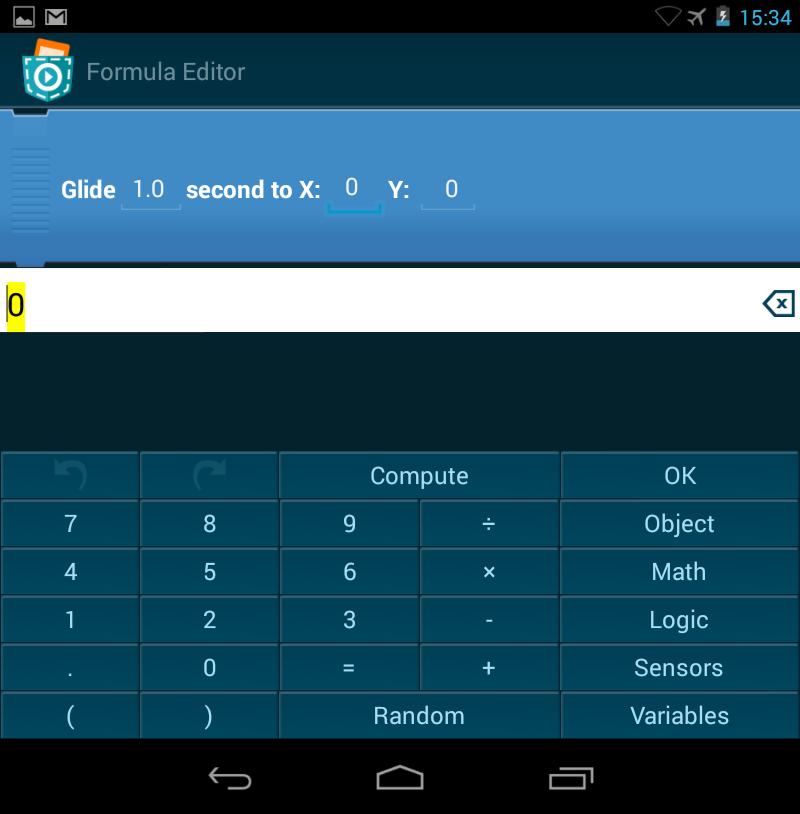 15:34
Formula Editor
Glide 1.0 second to X: 0 Y: 0
0
Compute OK
7 8 9 ÷ Object
4 5 6 × Math
1 2 3 - Logic
. 0 = + Sensors
( ) Random Variables